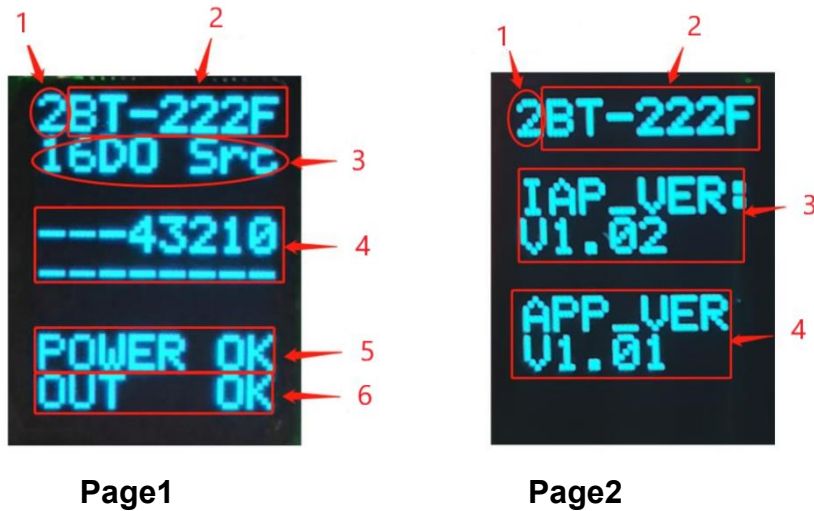 1
2
2BT-222F
16DO Src
3
---43210
--------
4
POWER OK
5
OUT OK
6
Page1
1
2
2BT-222F
IAP_VER:
V1.02
3
APP_VER
V1.01
4
Page2